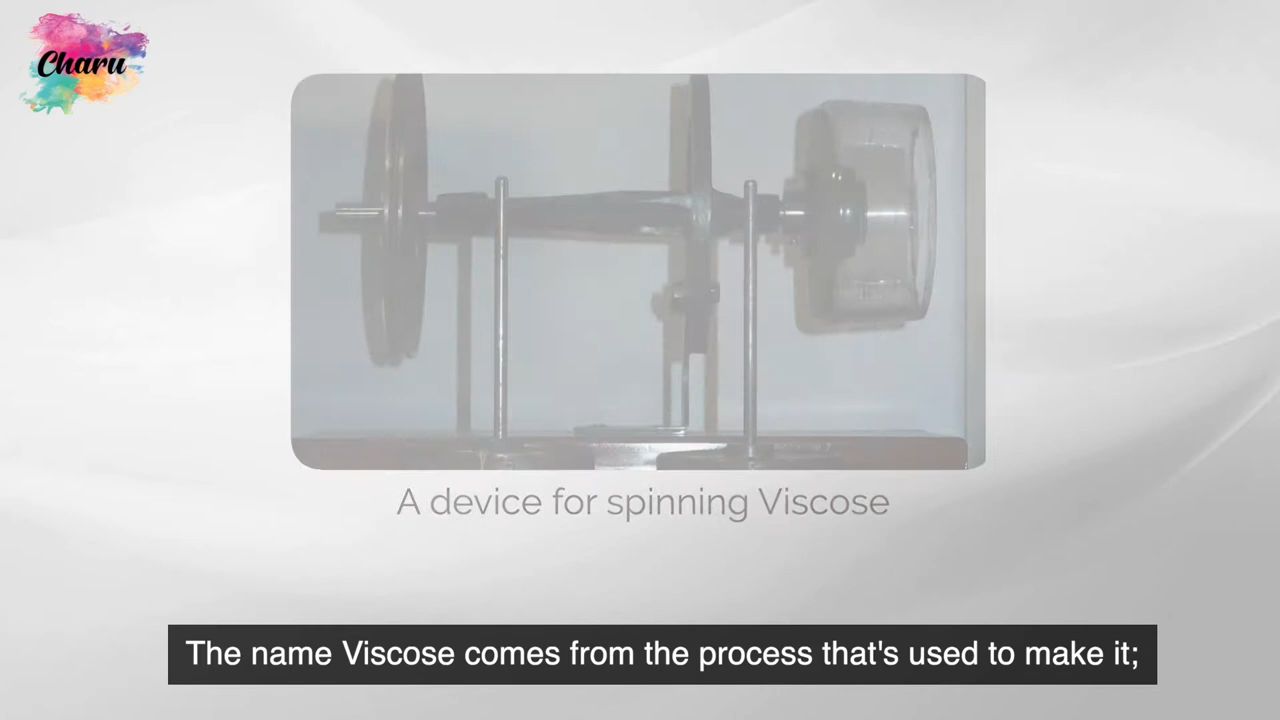 Charu
A device for spinning Viscose
The name Viscose comes from the process that's used to make it;